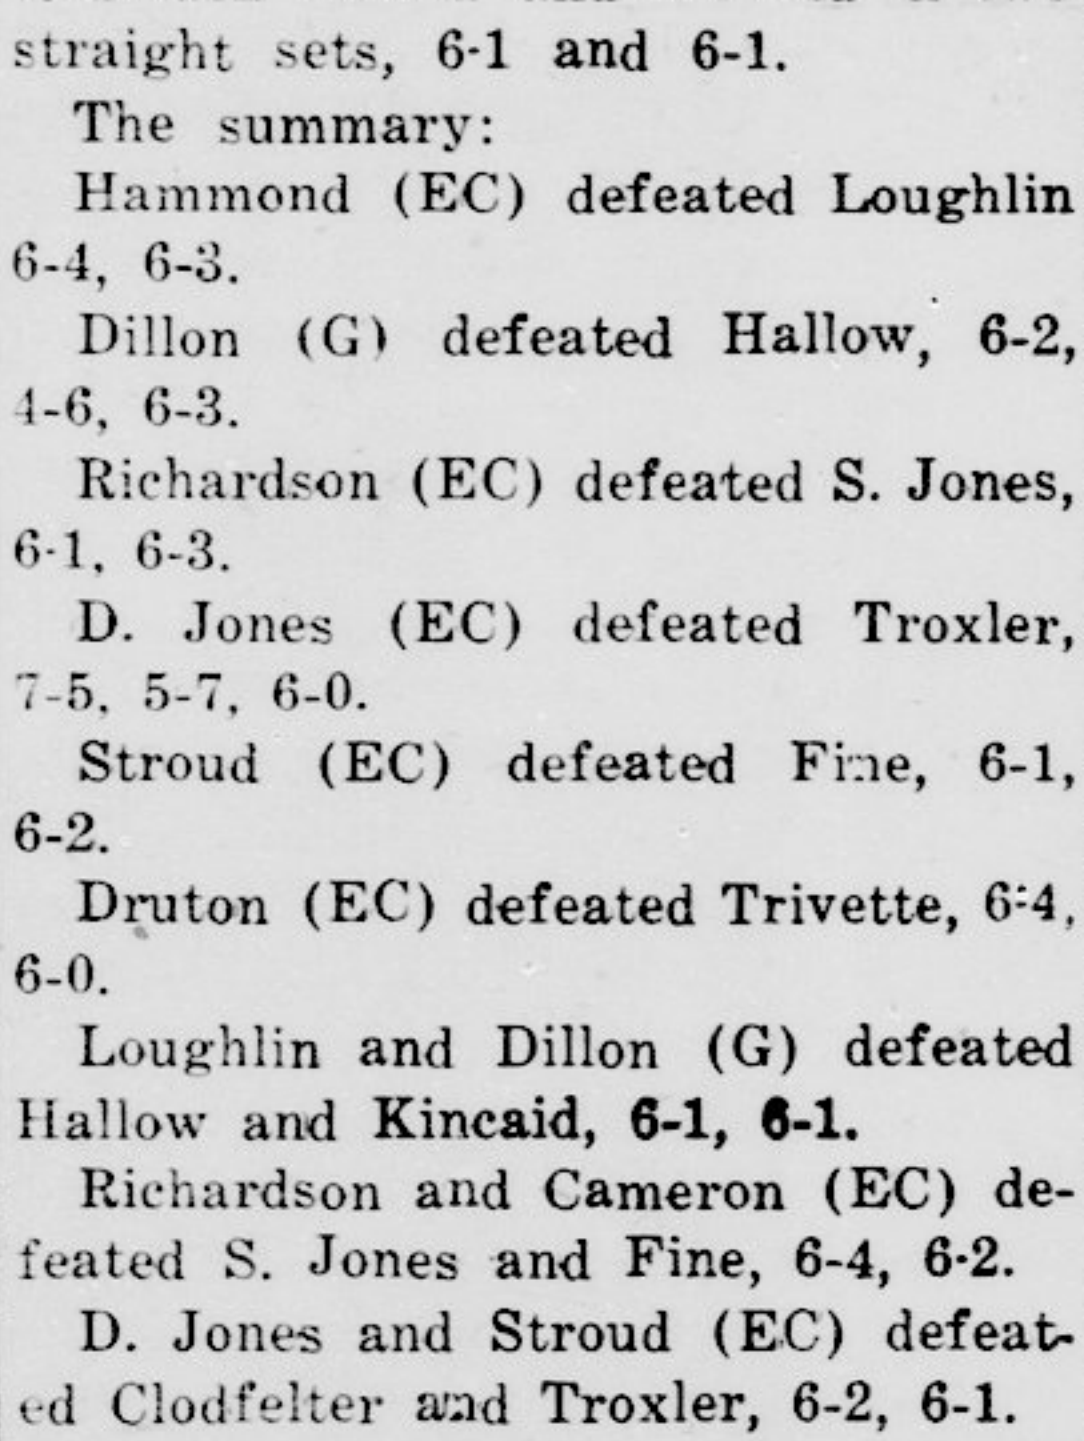 straight sets, 6-1 and 6-1.
The summary:
Hammond (EC) defeated Loughlin
6-4, 6-3.
Dillon (G) defeated Hallow, 6-2,
4-6, 6-3.
Richardson (EC) defeated S. Jones,
6-1, 6-3.
D. Jones (EC) defeated Troxler,
7-5, 5-7, 6-0.
Stroud (EC) defeated Fine, 6-1,
6-2.
Druton (EC) defeated Trivette, 6-4,
6-0.
Loughlin and Dillon (G) defeated
Hallow and Kincaid, 6-1, 6-1.
Richardson and Cameron (EC) de-
feated S. Jones and Fine, 6-4, 6-2.
D. Jones and Stroud (EC) defeat-
ed Clodfelter and Troxler, 6-2, 6-1.